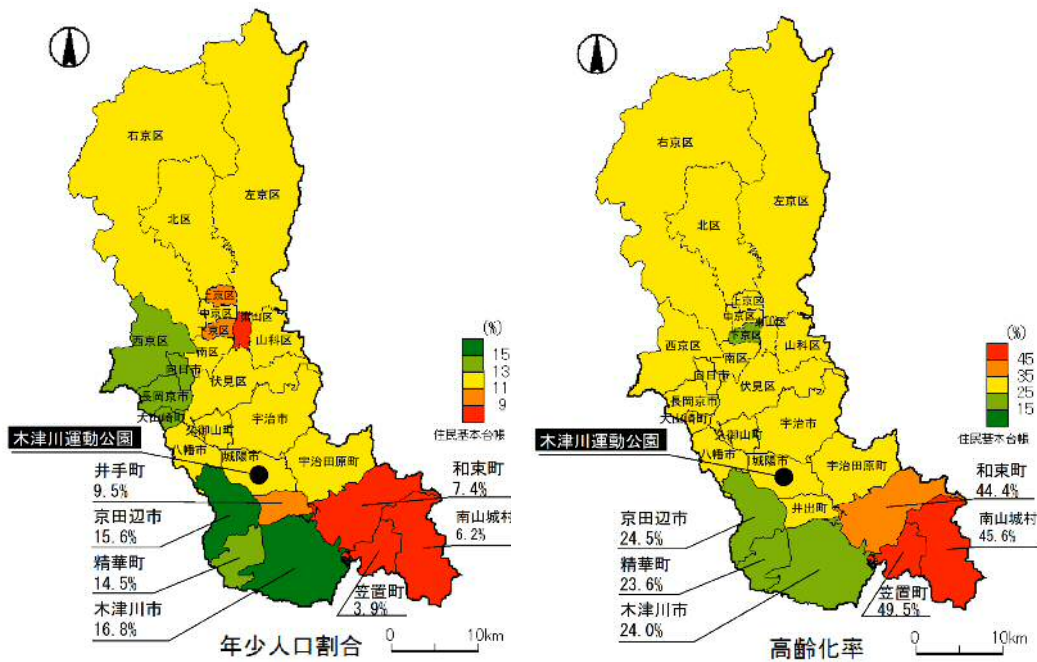 右京区
左京区
北区
上京区
中京区
東山区
下京区
山科区
西京区
南区
向日市
伏見区
長岡京市
大山崎町
久御山町
宇治市
八幡市
城陽市
宇治田原町
木津川運動公園
井手町
9.5%
京田辺市
15.6%
精華町
14.5%
木津川市
16.8%
和束町
7.4%
南山城村
6.2%
笠置町
3.9%
(%)
15
13
11
9
住民基本台帳
年少人口割合
0 10km
右京区
左京区
北区
上京区
中京区
東山区
下京区
山科区
西京区
南区
向日市
伏見区
長岡京市
大山崎町
久御山町
宇治市
八幡市
城陽市
宇治田原町
井出町
木津川運動公園
京田辺市
24.5%
精華町
23.6%
木津川市
24.0%
和束町
44.4%
南山城村
45.6%
笠置町
49.5%
(%)
45
35
25
15
住民基本台帳
高齢化率
0 10km